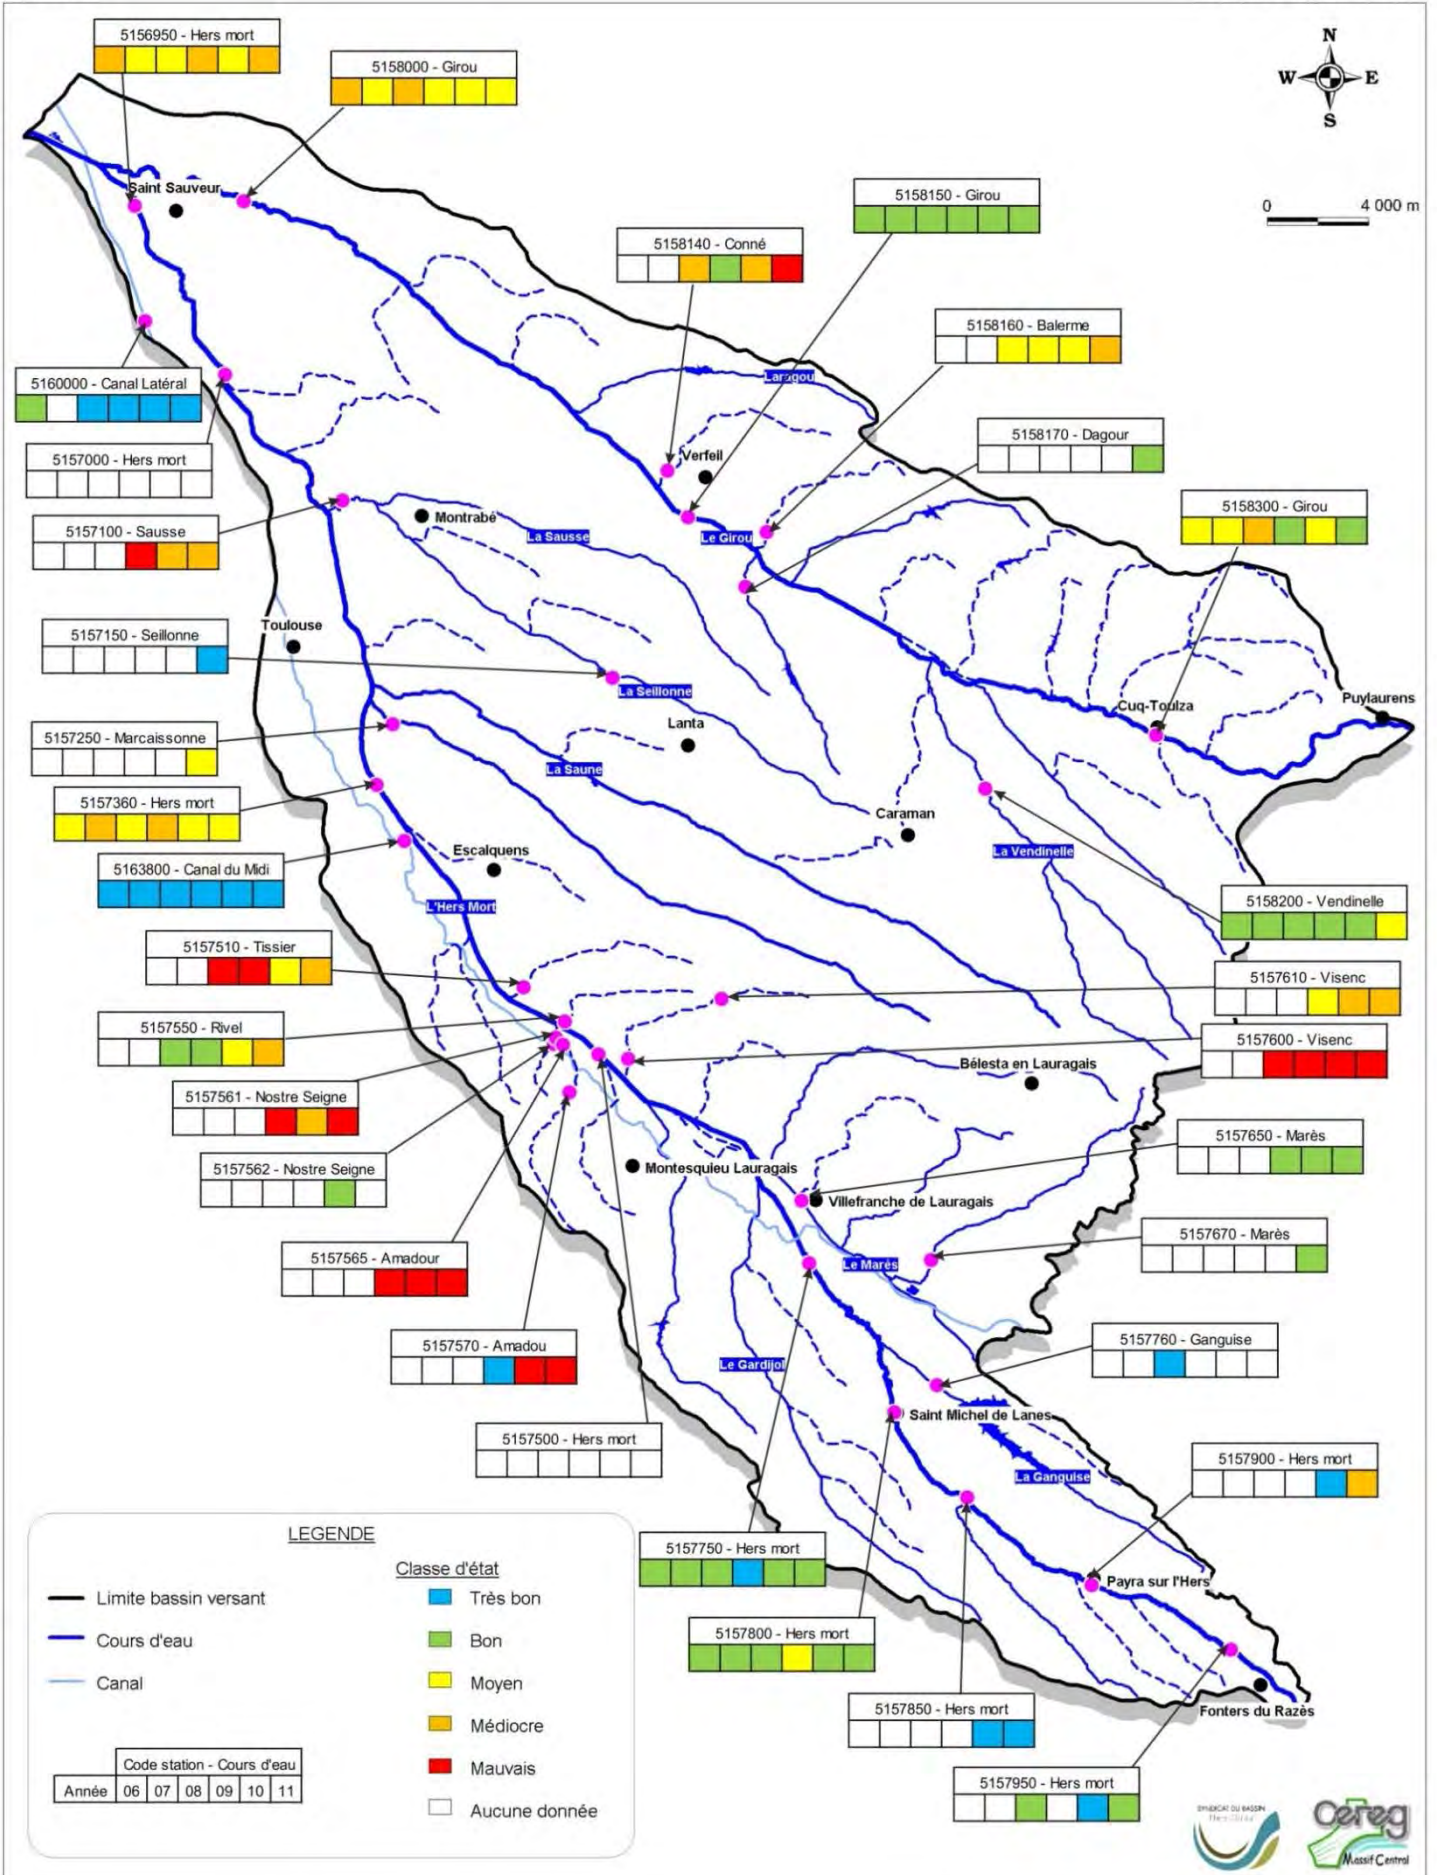 5156950 - Hers mort
5158000 - Girou
N
W E
S
0 4 000 m
Saint Sauveur
5158150 - Girou
5158140 - Conné
5158160 - Balerme
5160000 - Canal Latéral
Laragou
5158170 - Dagour
5157000 - Hers mort
Verfeil
5158300 - Girou
5157100 - Sausse
Montrabé
La Sausse
Le Girou
Toulouse
5157150 - Seillonne
La Seillonne
Puylaurens
Cuq-Toulza
Lanta
5157250 - Marcaissonne
La Saune
5157360 - Hers mort
Caraman
Escalquens
La Vendinelle
5163800 - Canal du Midi
5158200 - Vendinelle
L'Hers Mort
5157510 - Tissier
5157610 - Visenc
5157550 - Rivel
5157600 - Visenc
Bélesta en Lauragais
5157561 - Nostre Seigne
5157650 - Marès
5157562 - Nostre Seigne
Montesquieu Lauragais
Villefranche de Lauragais
5157670 - Marès
5157565 - Amadour
Le Marès
5157570 - Amadou
5157760 - Ganguise
Le Gardijol
Saint Michel de Lanes
5157500 - Hers mort
5157900 - Hers mort
La Ganguise
5157750 - Hers mort
Payra sur l'Hers
5157800 - Hers mort
5157850 - Hers mort
Fonters du Razès
5157950 - Hers mort
LEGENDE
Classe d'état
Limite bassin versant
Très bon
Cours d'eau
Bon
Canal
Moyen
Médiocre
Mauvais
Aucune donnée
Code station - Cours d'eau
Année 06 07 08 09 10 11
SYNDICAT DU BASSIN
Cereg
Massif Central